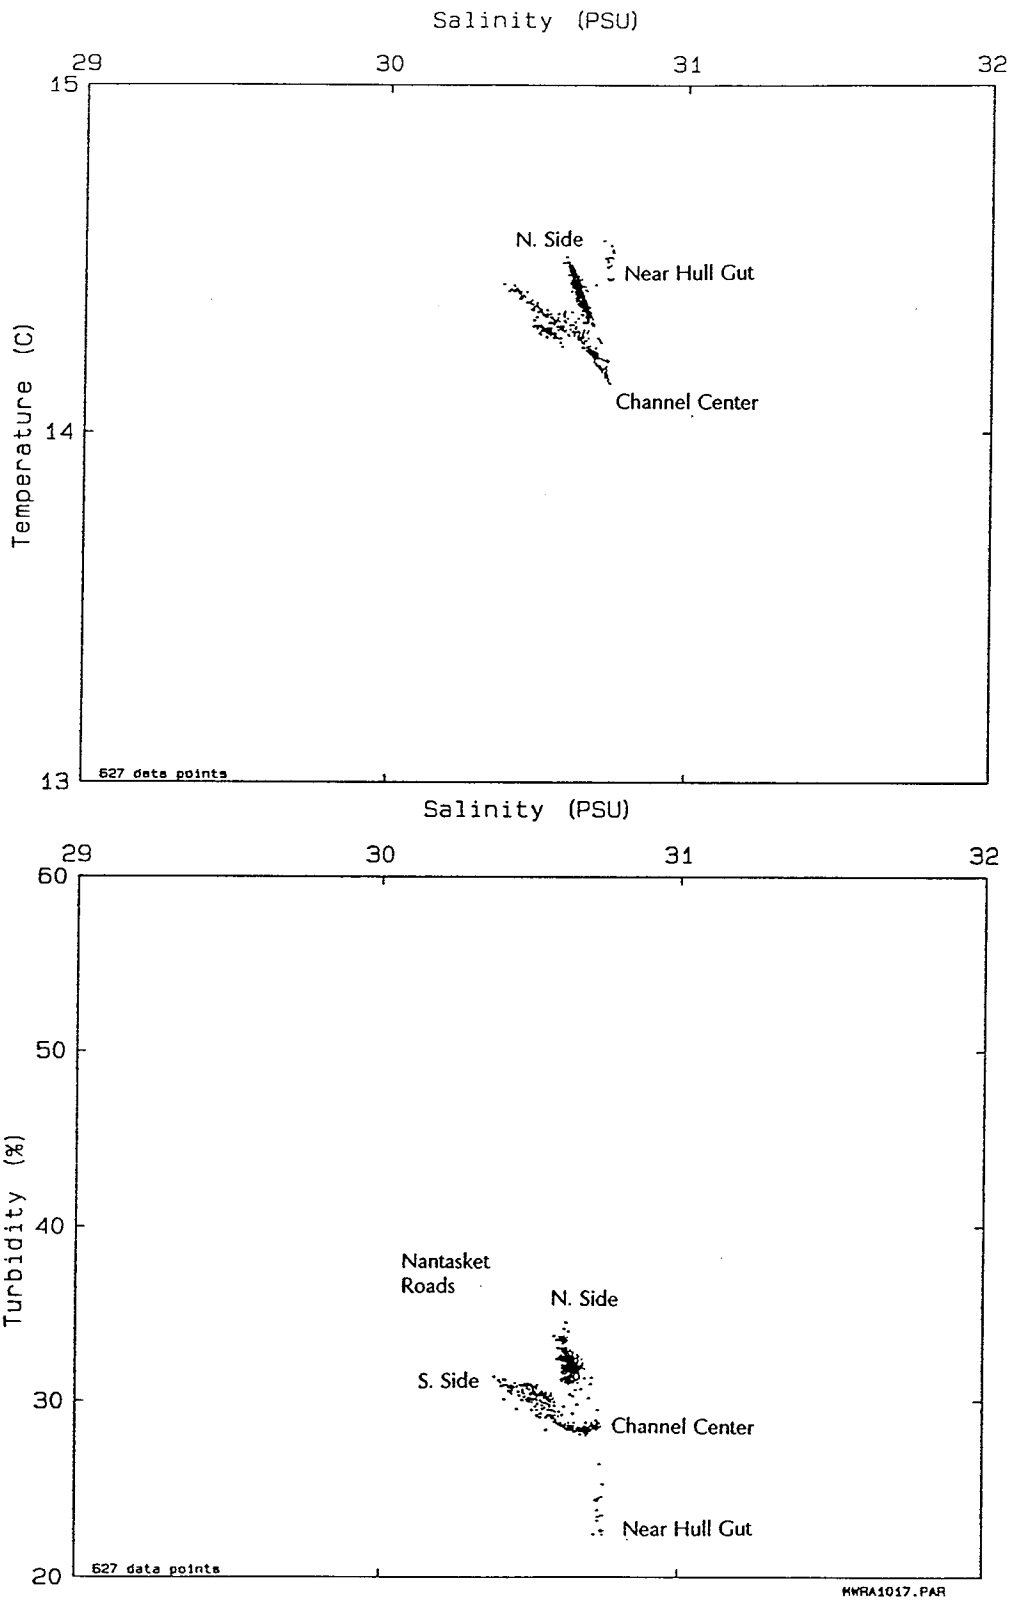 Salinity (PSU)
29 30 31 32
15
N. Side
Near Hull Gut
Channel Center
Temperature (C)
14
13
627 data points
Salinity (PSU)
29 30 31 32
60
50
Turbidity (%)
40
Nantasket
Roads
N. Side
S. Side
30
Channel Center
Near Hull Gut
20
627 data points
MWRA1017.PAR